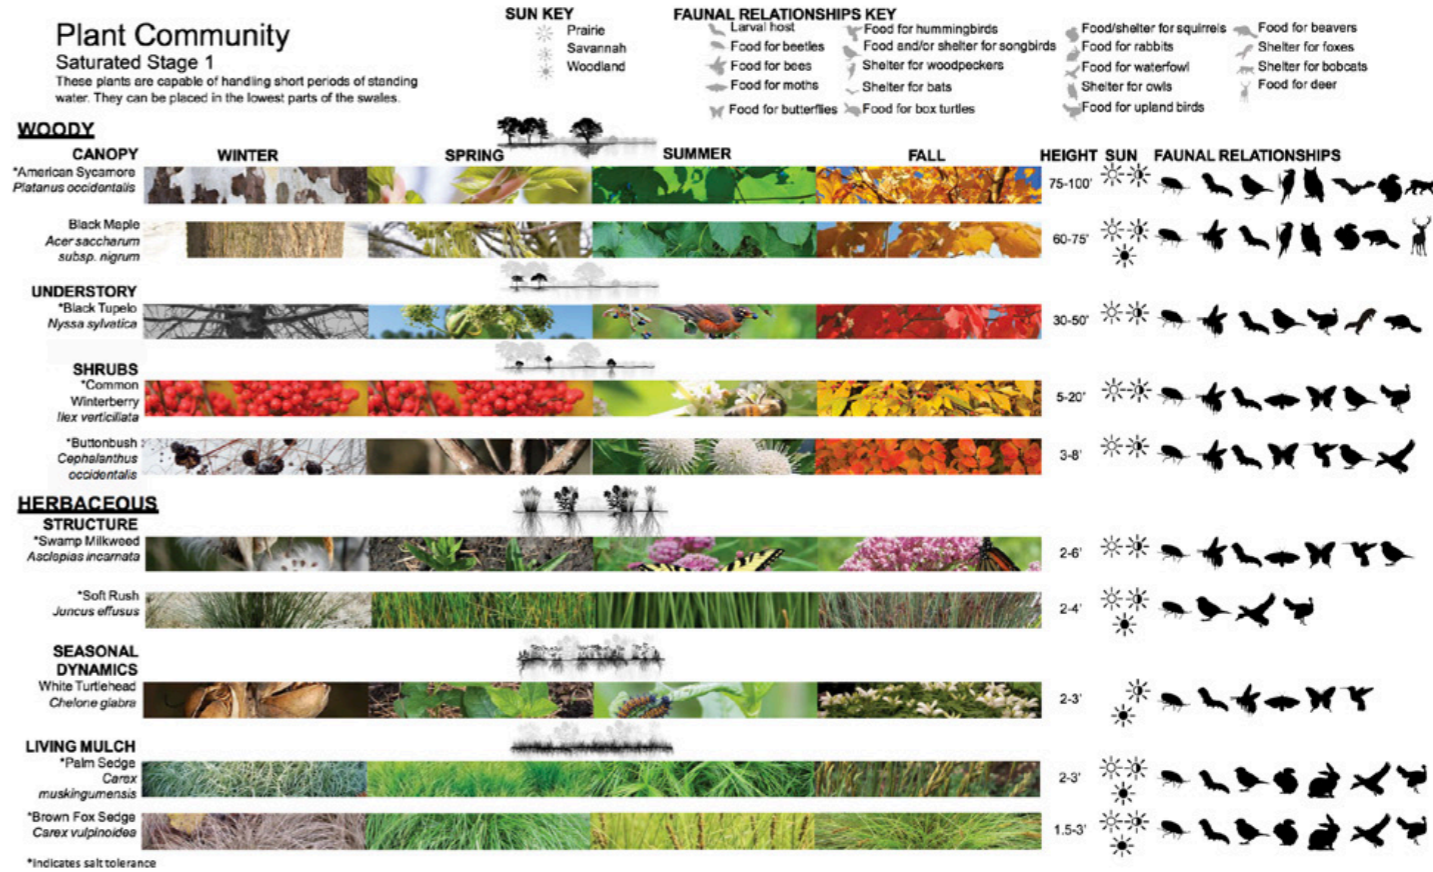 Plant Community
Saturated Stage 1
These plants are capable of handling short periods of standing
water. They can be placed in the lowest parts of the swales.
SUN KEY
Prairie
Savannah
Woodland
FAUNAL RELATIONSHIPS KEY
Larval host
Food for beetles
Food for bees
Food for moths
Food for butterflies
Food for hummingbirds
Food and/or shelter for songbirds
Shelter for woodpeckers
Shelter for bats
Food for box turtles
Food/shelter for squirrels
Food for rabbits
Food for waterfowl
Shelter for owls
Food for upland birds
Food for beavers
Shelter for foxes
Shelter for bobcats
Food for deer
WOODY
CANOPY WINTER SPRING SUMMER FALL HEIGHT SUN FAUNAL RELATIONSHIPS
*American Sycamore
Platanus occidentalis
75-100'
Black Maple
Acer saccharum
subsp. nigrum
60-75'
UNDERSTORY
*Black Tupelo
Nyssa sylvatica
30-50'
SHRUBS
*Common
Winterberry
Ilex verticillata
5-20'
*Buttonbush
Cephalanthus
occidentalis
3-8'
HERBACEOUS
STRUCTURE
*Swamp Milkweed
Asclepias incarnata
2-6'
*Soft Rush
Juncus effusus
2-4'
SEASONAL
DYNAMICS
White Turtlehead
Chelone glabra
2-3'
LIVING MULCH
*Palm Sedge
Carex
muskingumensis
2-3'
*Brown Fox Sedge
Carex vulpinoidea
1.5-3'
*Indicates salt tolerance